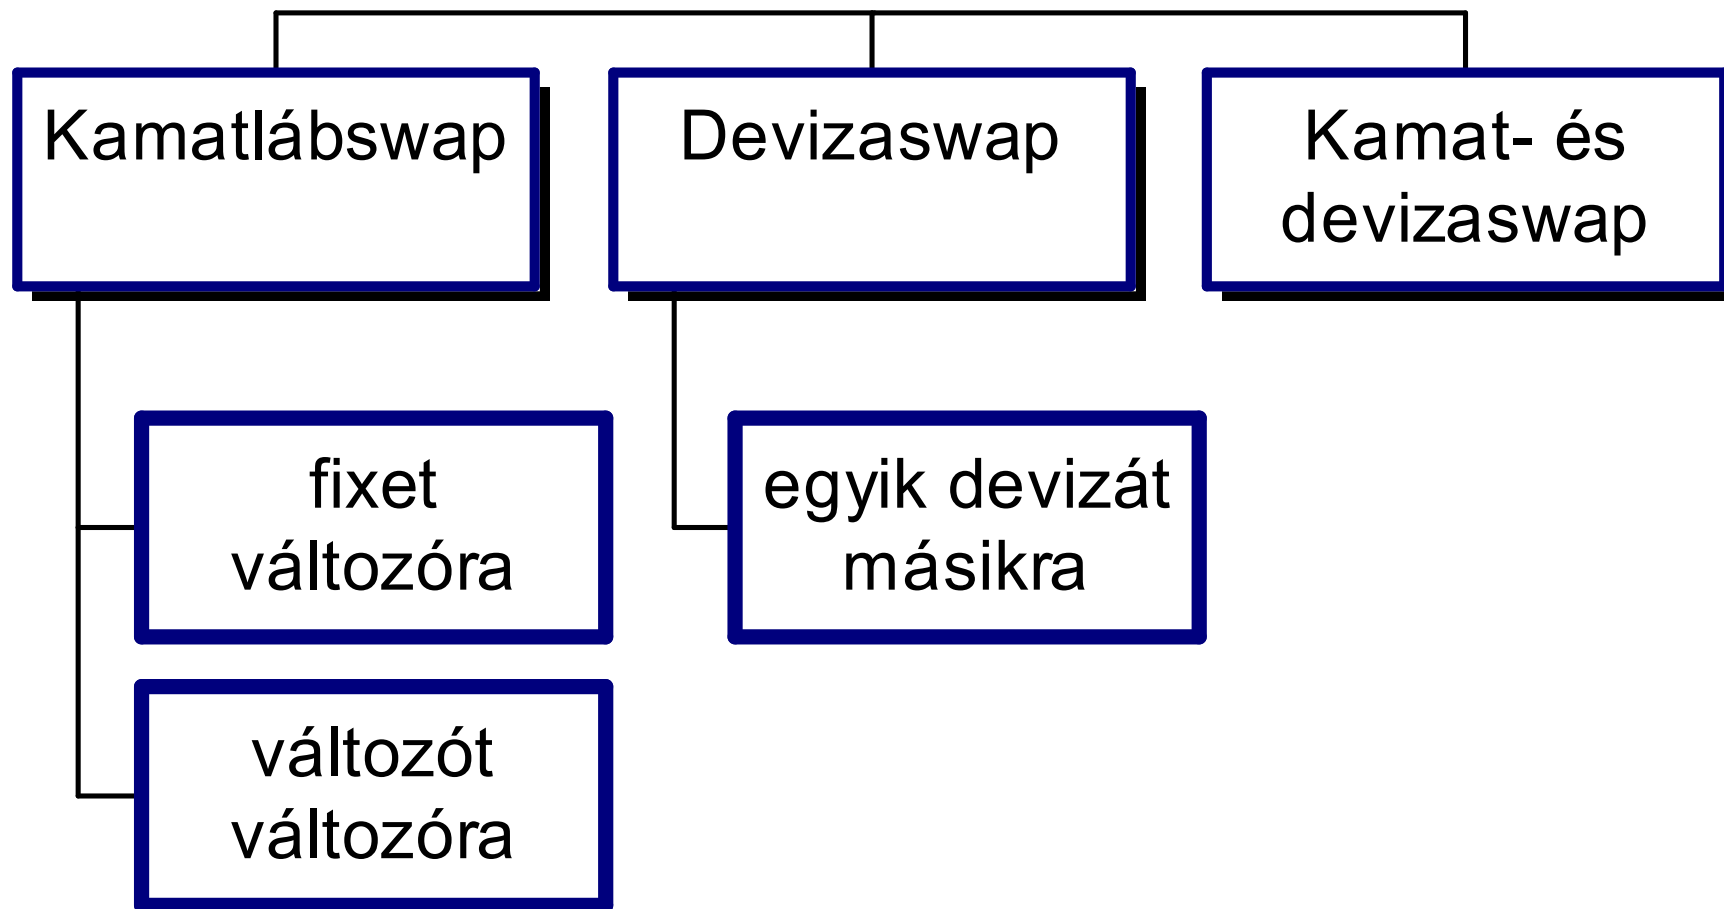 Kamatlábswap
Devizaswap
Kamat- és
devizaswap
fixet
változóra
egyik devizát
másikra
változót
változóra